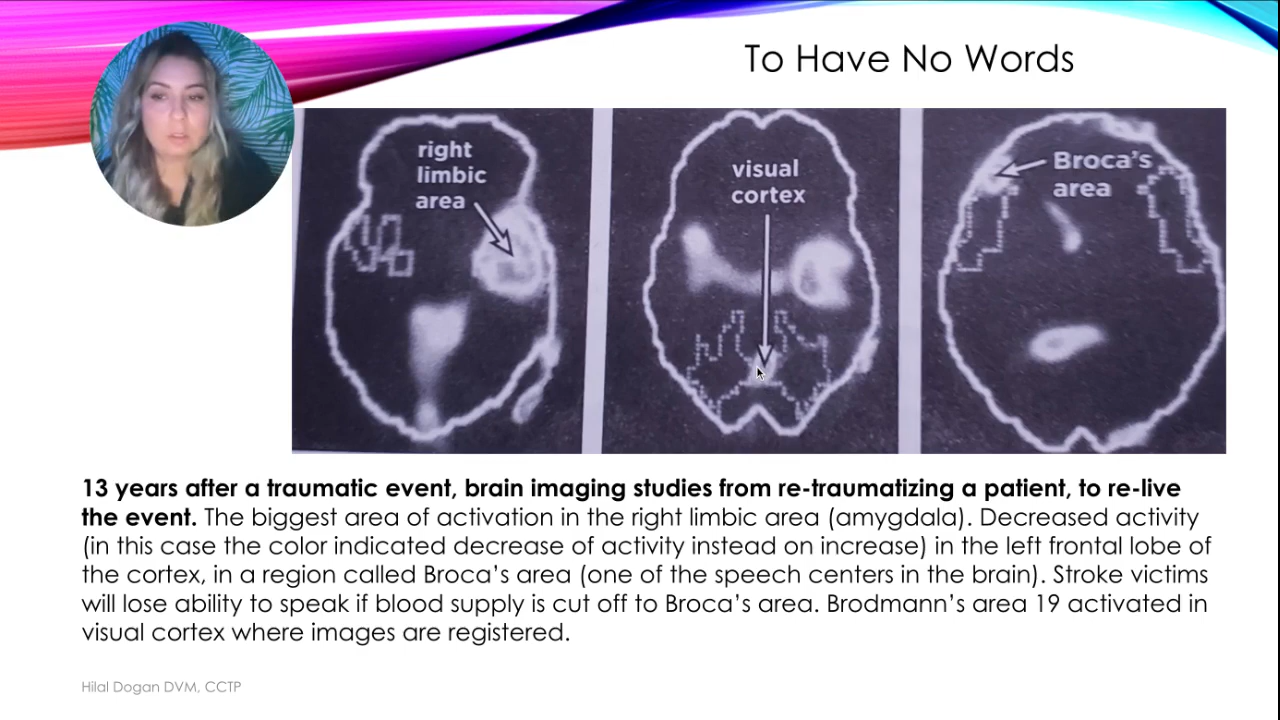 To Have No Words
right
limbic
area
visual
cortex
Broca's
area
13 years after a traumatic event, brain imaging studies from re-traumatizing a patient, to re-live
the event. The biggest area of activation in the right limbic area (amygdala). Decreased activity
(in this case the color indicated decrease of activity instead on increase) in the left frontal lobe of
the cortex, in a region called Broca's area (one of the speech centers in the brain). Stroke victims
will lose ability to speak if blood supply is cut off to Broca's area. Brodmann's area 19 activated in
visual cortex where images are registered.
Hilal Dogan DVM, CCTP